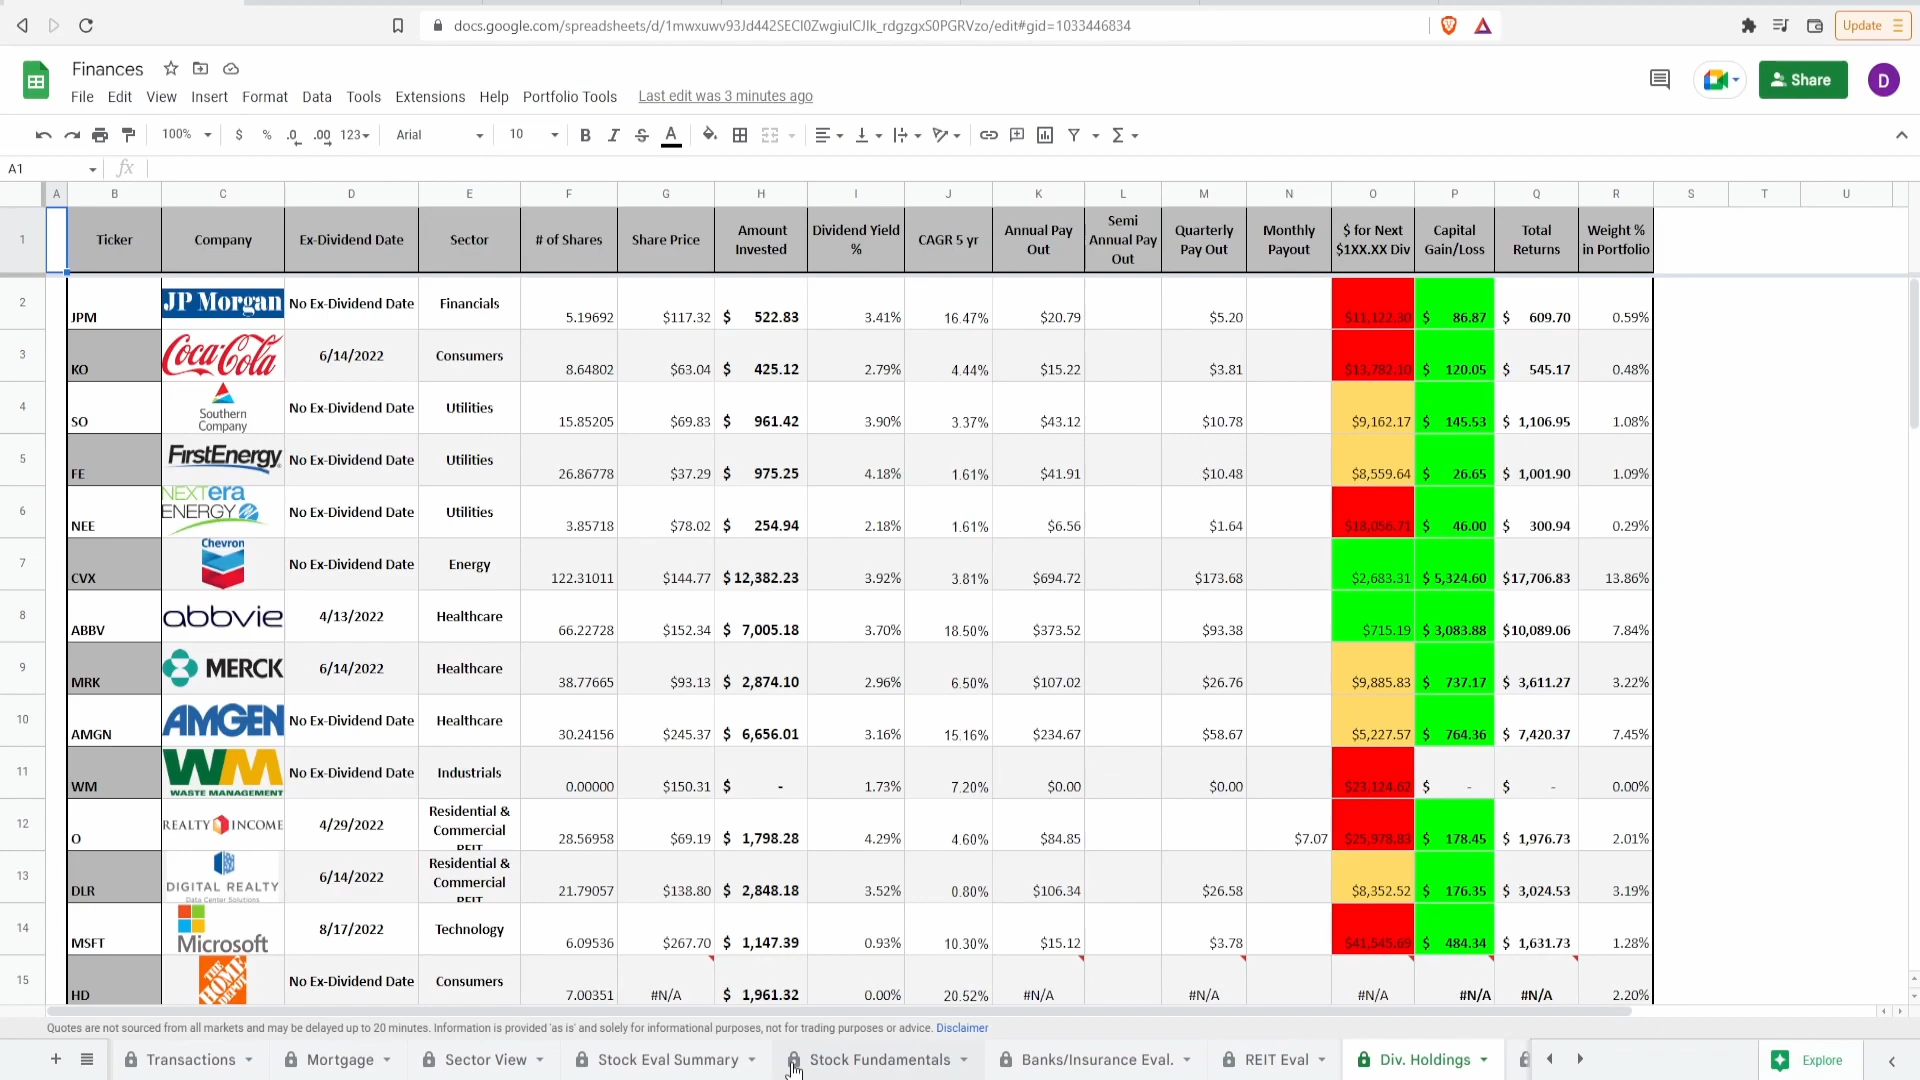 docs.google.com/spreadsheets/d/1mwxuwv93Jd442SECI0ZwgiulCJlk_rdgzgxS0PGRVzo/edit#gid=1033446834
Update
Finances
File Edit View Insert Format Data Tools Extensions Help Portfolio Tools Last edit was 3 minutes ago
Share
D
100% $ % .0 .00 123 Arial 10 B I S A
A1 fx
A B C D E F G H I J K L M N O P Q R S T U
1 Ticker Company Ex-Dividend Date Sector # of Shares Share Price Amount Invested Dividend Yield % CAGR 5 yr Annual Pay Out Semi Annual Pay Out Quarterly Pay Out Monthly Payout $ for Next $1XX.XX Div Capital Gain/Loss Total Returns Weight % in Portfolio
2 JPM JP Morgan No Ex-Dividend Date Financials 5.19692 $117.32 $ 522.83 3.41% 16.47% $20.79 $5.20 $11,122.30 $ 86.87 $ 609.70 0.59%
3 KO Coca-Cola 6/14/2022 Consumers 8.64802 $63.04 $ 425.12 2.79% 4.44% $15.22 $3.81 $13,782.10 $ 120.05 $ 545.17 0.48%
4 SO Southern Company No Ex-Dividend Date Utilities 15.85205 $69.83 $ 961.42 3.90% 3.37% $43.12 $10.78 $9,162.17 $ 145.53 $ 1,106.95 1.08%
5 FE FirstEnergy No Ex-Dividend Date Utilities 26.86778 $37.29 $ 975.25 4.18% 1.61% $41.91 $10.48 $8,559.64 $ 26.65 $ 1,001.90 1.09%
6 NEE NEXTera ENERGY No Ex-Dividend Date Utilities 3.85718 $78.02 $ 254.94 2.18% 1.61% $6.56 $1.64 $18,056.71 $ 46.00 $ 300.94 0.29%
7 CVX Chevron No Ex-Dividend Date Energy 122.31011 $144.77 $ 12,382.23 3.92% 3.81% $694.72 $173.68 $2,683.31 $ 5,324.60 $17,706.83 13.86%
8 ABBV abbvie 4/13/2022 Healthcare 66.22728 $152.34 $ 7,005.18 3.70% 18.50% $373.52 $93.38 $715.19 $ 3,083.88 $10,089.06 7.84%
9 MRK MERCK 6/14/2022 Healthcare 38.77665 $93.13 $ 2,874.10 2.96% 6.50% $107.02 $26.76 $9,885.83 $ 737.17 $ 3,611.27 3.22%
10 AMGN AMGEN No Ex-Dividend Date Healthcare 30.24156 $245.37 $ 6,656.01 3.16% 15.16% $234.67 $58.67 $5,227.57 $ 764.36 $ 7,420.37 7.45%
11 WM WM WASTE MANAGEMENT No Ex-Dividend Date Industrials 0.00000 $150.31 $ - 1.73% 7.20% $0.00 $0.00 $23,124.62 $ - $ - 0.00%
12 O REALTY INCOME 4/29/2022 Residential & Commercial REIT 28.56958 $69.19 $ 1,798.28 4.29% 4.60% $84.85 $7.07 $25,978.83 $ 178.45 $ 1,976.73 2.01%
13 DLR DIGITAL REALTY Data Center Solutions 6/14/2022 Residential & Commercial REIT 21.79057 $138.80 $ 2,848.18 3.52% 0.80% $106.34 $26.58 $8,352.52 $ 176.35 $ 3,024.53 3.19%
14 MSFT Microsoft 8/17/2022 Technology 6.09536 $267.70 $ 1,147.39 0.93% 10.30% $15.12 $3.78 $41,545.69 $ 484.34 $ 1,631.73 1.28%
15 HD THE HOME No Ex-Dividend Date Consumers 7.00351 #N/A $ 1,961.32 0.00% 20.52% #N/A #N/A #N/A #N/A #N/A 2.20%
Quotes are not sourced from all markets and may be delayed up to 20 minutes. Information is provided 'as is' and solely for informational purposes, not for trading purposes or advice. Disclaimer
Transactions Mortgage Sector View Stock Eval Summary Stock Fundamentals Banks/Insurance Eval. REIT Eval Div. Holdings Explore